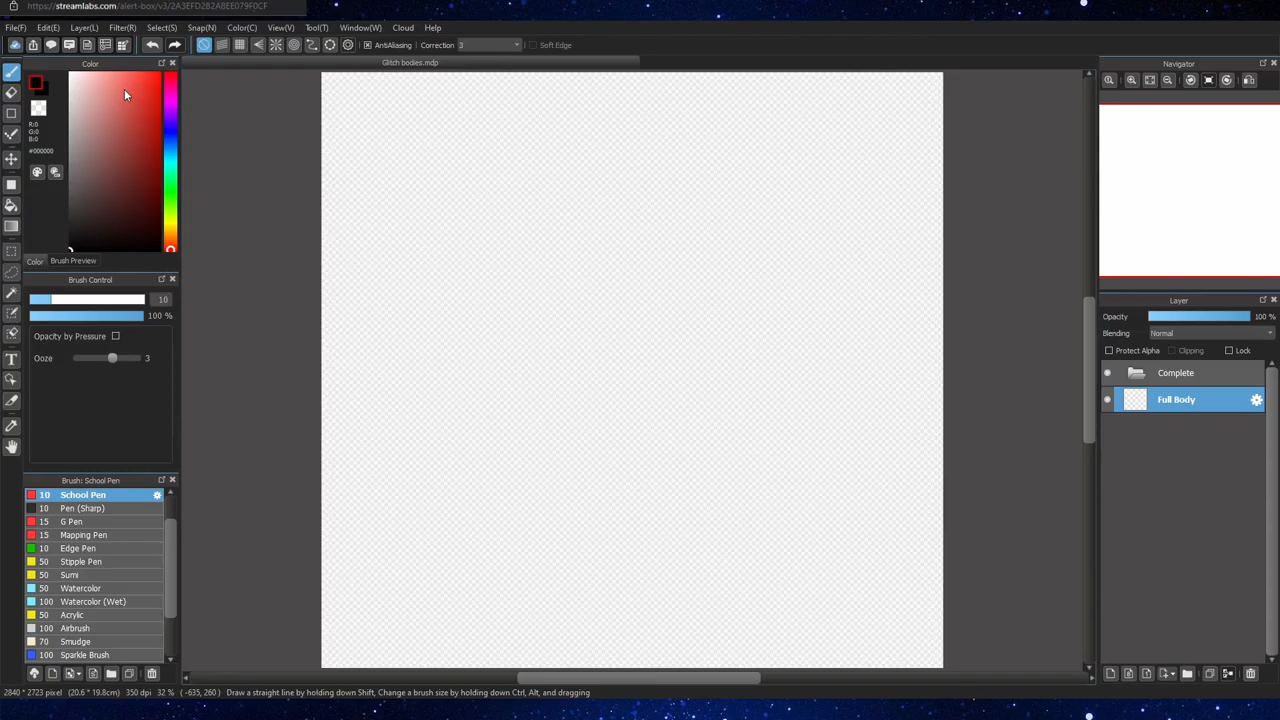 https://streamlabs.com/alert-box/v3/2A3EFD2B2A8EE079F0CF
File(F) Edit(E) Layer(L) Filter(R) Select(S) Snap(N) Color(C) View(V) Tool(T) Window(W) Cloud Help
AntiAliasing Correction 3 Soft Edge
Color
Glitch bodies.mdp
Navigator
R:0
G:0
B:0
#000000
Color Brush Preview
Brush Control
10
100 %
Opacity by Pressure
Ooze 3
Layer
Opacity 100 %
Blending Normal
Protect Alpha Clipping Lock
Complete
Full Body
Brush: School Pen
10 School Pen
10 Pen (Sharp)
15 G Pen
15 Mapping Pen
10 Edge Pen
50 Stipple Pen
50 Sumi
50 Watercolor
100 Watercolor (Wet)
50 Acrylic
100 Airbrush
70 Smudge
100 Sparkle Brush
2840 * 2723 pixel (20.6 * 19.8cm) 350 dpi 32 % (-635, 260) Draw a straight line by holding down Shift, Change a brush size by holding down Ctrl, Alt, and dragging